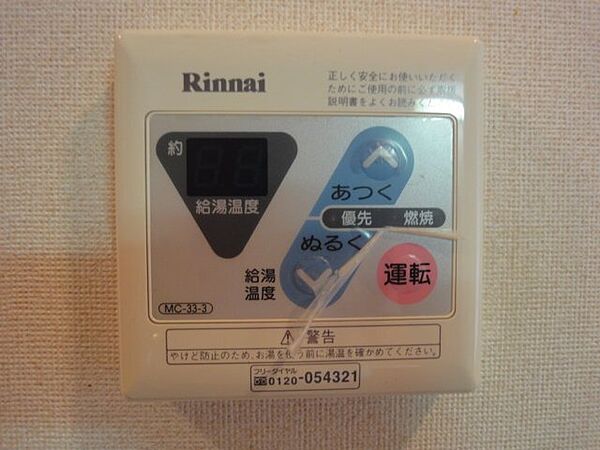 Rinnai
正しく安全にお使いいただく
ためにご使用の前に必ず取扱
説明書をよくお読みください
約
給湯温度
あつく
優先 燃焼
ぬるく
給湯
温度
運転
MC-33-3
警告
やけど防止のため、お湯を使う前に湯温を確かめてください。
フリーダイヤル
0120-054321